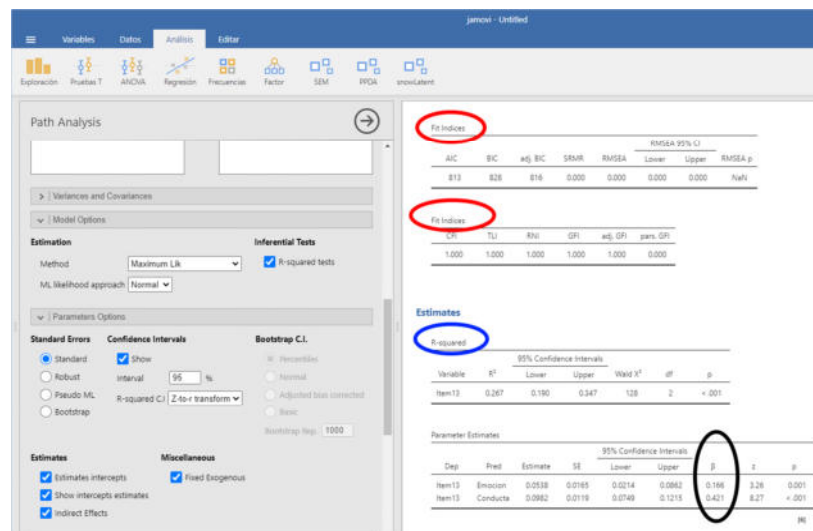 jamovi - Untitled
Variables Datos Análisis Editar
Exploración Pruebas T ANOVA Regresión Frecuencias Factor SEM PPDA snowLatent
Path Analysis
> | Variances and Covariances
| Model Options
Estimation Inferential Tests
Method Maximum Lik R-squared tests
ML likelihood approach Normal
| Parameters Options
Standard Errors Confidence Intervals Bootstrap C.I.
Standard Show Percentiles
Robust Interval 95 % Normal
Pseudo ML R-squared C.I Z-to-r transform Adjusted bias corrected
Bootstrap Basic
Bootstrap Rep. 1000
Estimates Miscellaneous
Estimates intercepts Fixed Exogenous
Show intercepts estimates
Indirect Effects
Fit Indices
RMSEA 95% CI
AIC BIC adj. BIC SRMR RMSEA Lower Upper RMSEA p
813 828 816 0.000 0.000 0.000 0.000 NaN
Fit Indices
CFI TLI RNI GFI adj. GFI pars. GFI
1.000 1.000 1.000 1.000 1.000 0.000
Estimates
R-squared
95% Confidence Intervals
Variable R² Lower Upper Wald X² df p
Item13 0.267 0.190 0.347 128 2 < .001
Parameter Estimates
95% Confidence Intervals
Dep Pred Estimate SE Lower Upper β z p
Item13 Emocion 0.0538 0.0165 0.0214 0.0862 0.166 3.26 0.001
Item13 Conducta 0.0982 0.0119 0.0749 0.1215 0.421 8.27 < .001